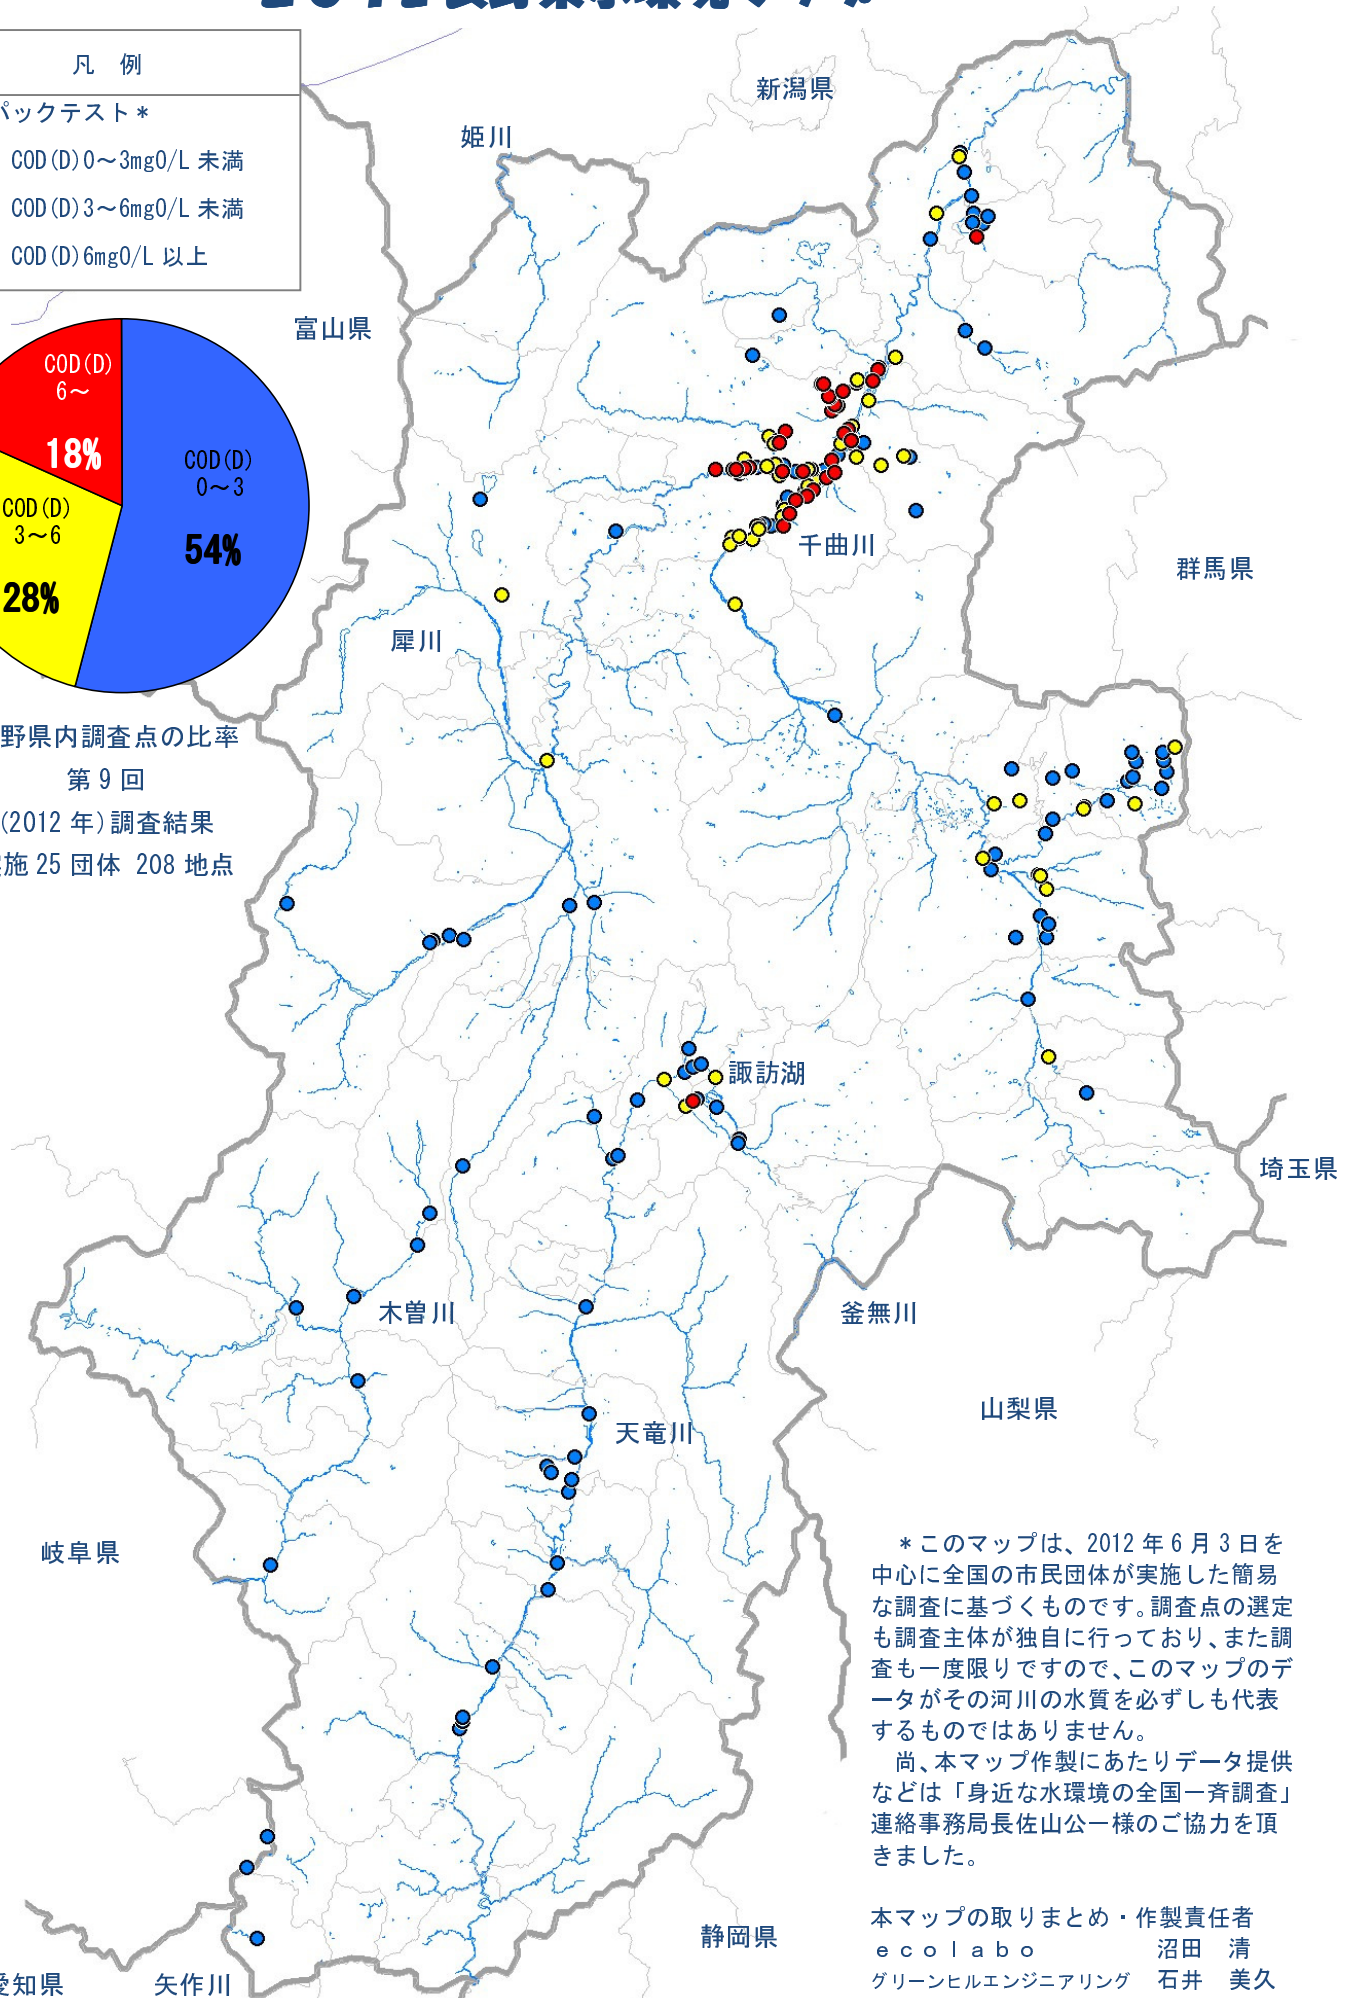 凡 例
パックテスト*
COD(D)0~3mgO/L 未満
COD(D)3~6mgO/L 未満
COD(D)6mgO/L 以上
新潟県
姫川
富山県
COD(D)
6~
18%
COD(D)
0~3
54%
COD(D)
3~6
28%
千曲川
群馬県
犀川
野県内調査点の比率
第 9 回
(2012 年)調査結果
施 25 団体 208 地点
諏訪湖
埼玉県
木曽川
釜無川
山梨県
天竜川
岐阜県
*このマップは、2012 年 6 月 3 日を
中心に全国の市民団体が実施した簡易
な調査に基づくものです。調査点の選定
も調査主体が独自に行っており、また調
査も一度限りですので、このマップのデ
ータがその河川の水質を必ずしも代表
するものではありません。
尚、本マップ作製にあたりデータ提供
などは「身近な水環境の全国一斉調査」
連絡事務局長佐山公一様のご協力を頂
きました。
本マップの取りまとめ・作製責任者
ｅｃｏｌａｂｏ 沼田 清
グリーンヒルエンジニアリング 石井 美久
静岡県
愛知県
矢作川